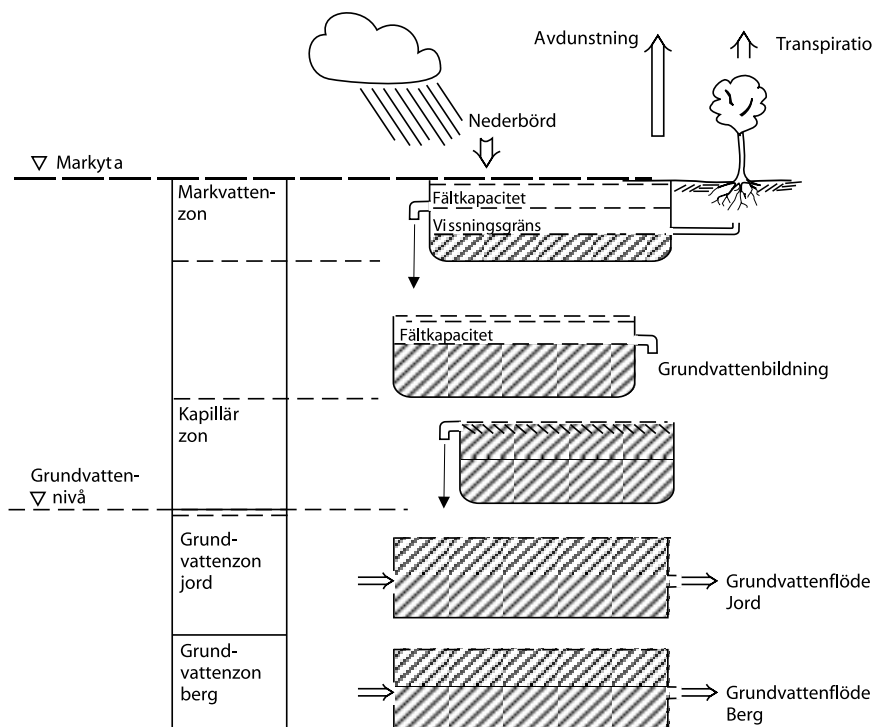 Avdunstning
Transpiratio
Nederbörd
Markyta
Markvatten-
zon
Fältkapacitet
Vissningsgräns
Fältkapacitet
Grundvattenbildning
Kapillär
zon
Grundvatten-
nivå
Grund-
vattenzon
jord
Grundvattenflöde
Jord
Grund-
vattenzon
berg
Grundvattenflöde
Berg